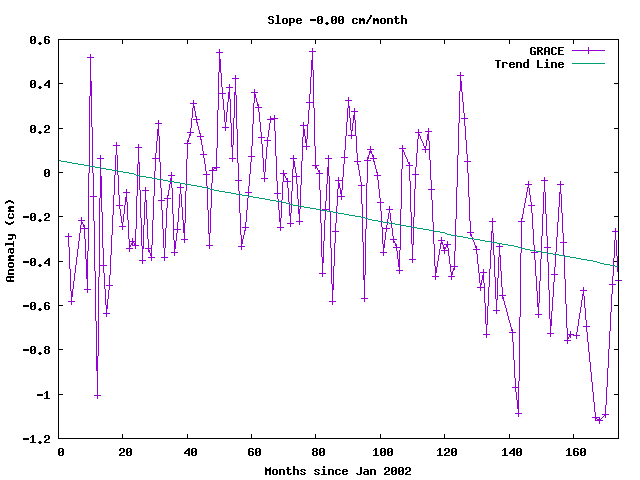 Slope -0.00 cm/month
GRACE
Trend Line
0.6
0.4
0.2
0
-0.2
-0.4
-0.6
-0.8
-1
-1.2
Anomaly (cm)
0 20 40 60 80 100 120 140 160
Months since Jan 2002